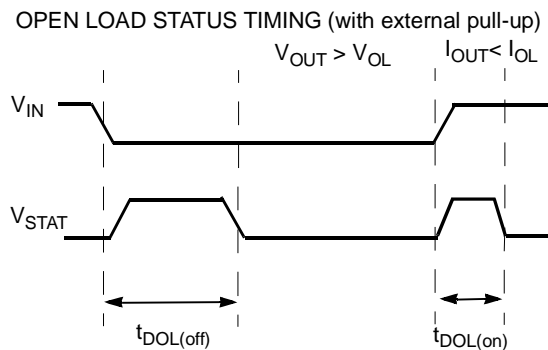 OPEN LOAD STATUS TIMING (with external pull-up)
VOUT > VOL
IOUT< IOL
VIN
VSTAT
tDOL(off)
tDOL(on)